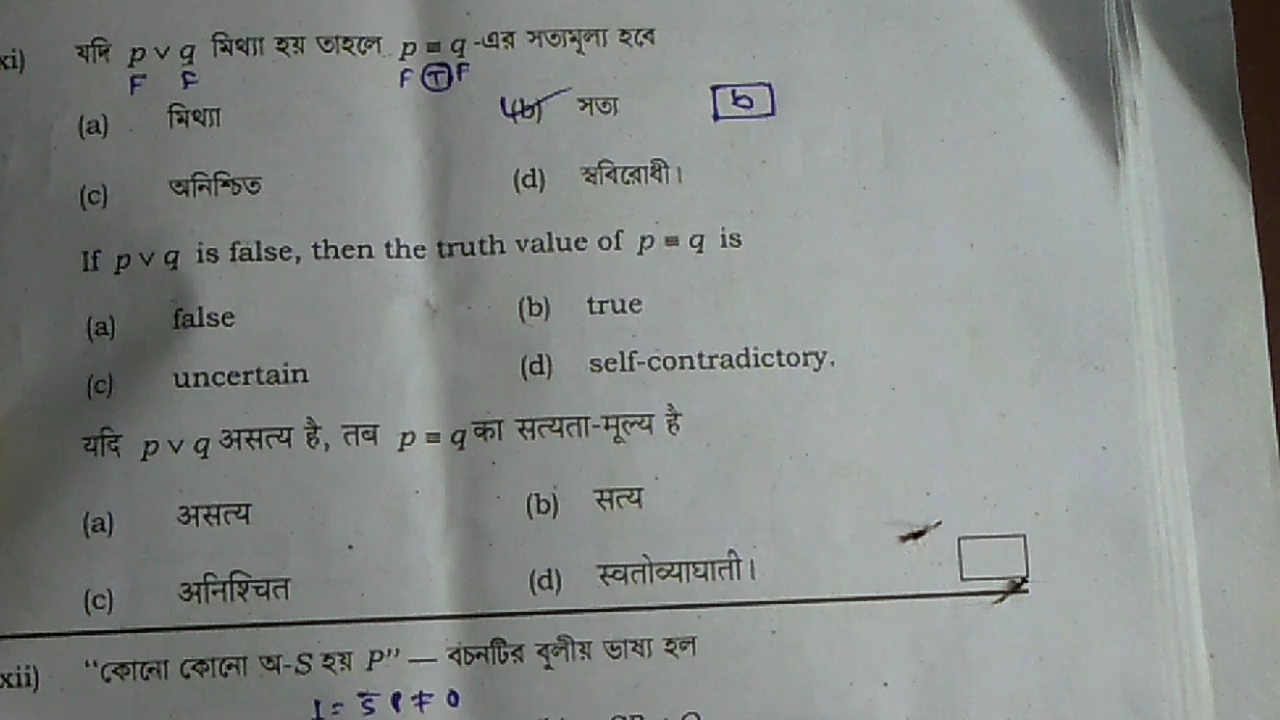 xi) যদি p v q মিথ্যা হয় তাহলে p ≡ q -এর সত্যমূল্য হবে
F F F T F
(a) মিথ্যা (b) সত্য b
(c) অনিশ্চিত (d) স্ববিরোধী।
If p v q is false, then the truth value of p ≡ q is
(a) false (b) true
(c) uncertain (d) self-contradictory.
यदि p v q असत्य है, तब p ≡ q का सत्यता-मूल्य है
(a) असत्य (b) सत्य
(c) अनिश्चित (d) स्वतोव्याघाती।
xii) “কোনো কোনো অ-S হয় P” — বচনটির বূলীয় ভাষ্য হল
I = S̅ P ≠ 0